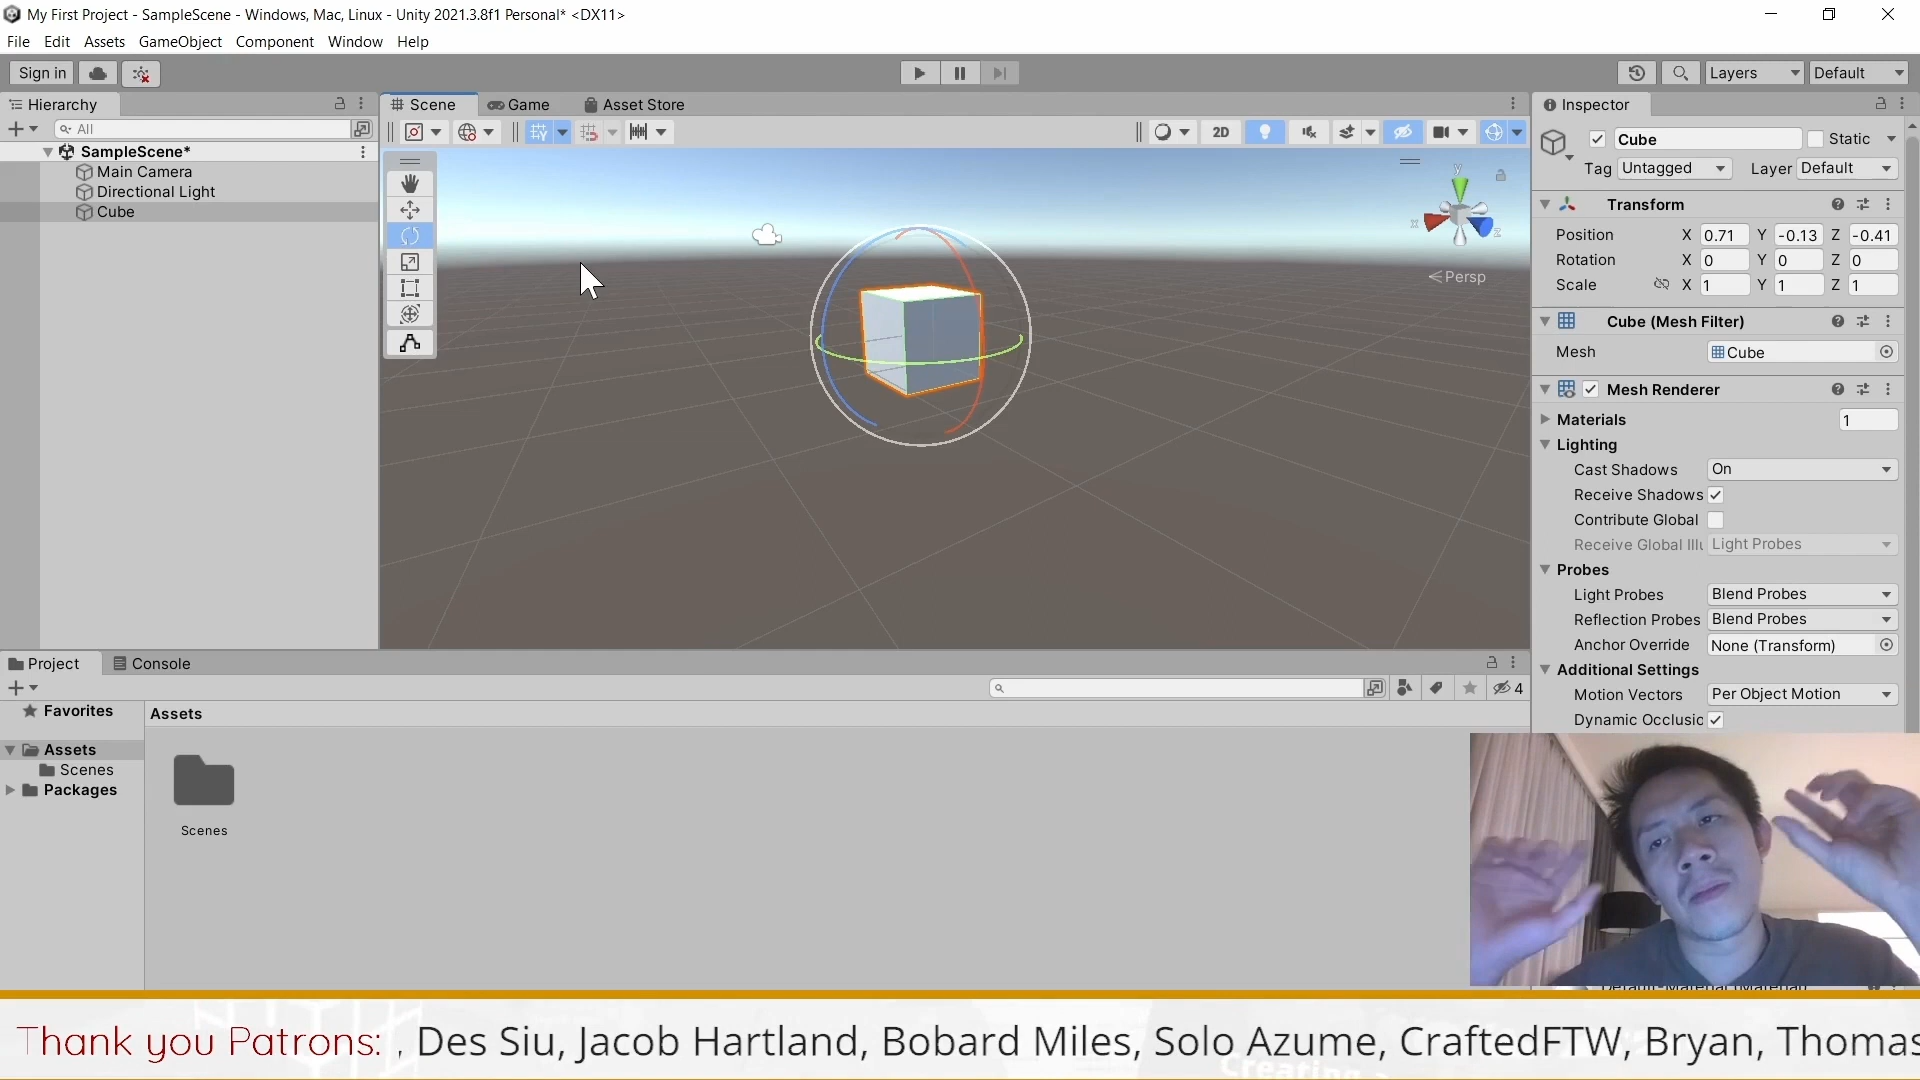 My First Project - SampleScene - Windows, Mac, Linux - Unity 2021.3.8f1 Personal* <DX11>
File Edit Assets GameObject Component Window Help
Sign in Layers Default
Hierarchy
All
SampleScene*
Main Camera
Directional Light
Cube
Scene Game Asset Store
2D
y
x
z
Persp
Inspector
Cube Static
Tag Untagged Layer Default
Transform
Position X 0.71 Y -0.13 Z -0.41
Rotation X 0 Y 0 Z 0
Scale X 1 Y 1 Z 1
Cube (Mesh Filter)
Mesh Cube
Mesh Renderer
Materials 1
Lighting
Cast Shadows On
Receive Shadows
Contribute Global
Receive Global Illu Light Probes
Probes
Light Probes Blend Probes
Reflection Probes Blend Probes
Anchor Override None (Transform)
Additional Settings
Motion Vectors Per Object Motion
Dynamic Occlusic
Project Console
4
Favorites
Assets
Scenes
Packages
Assets
Scenes
Thank you Patrons: , Des Siu, Jacob Hartland, Bobard Miles, Solo Azume, CraftedFTW, Bryan, Thomas